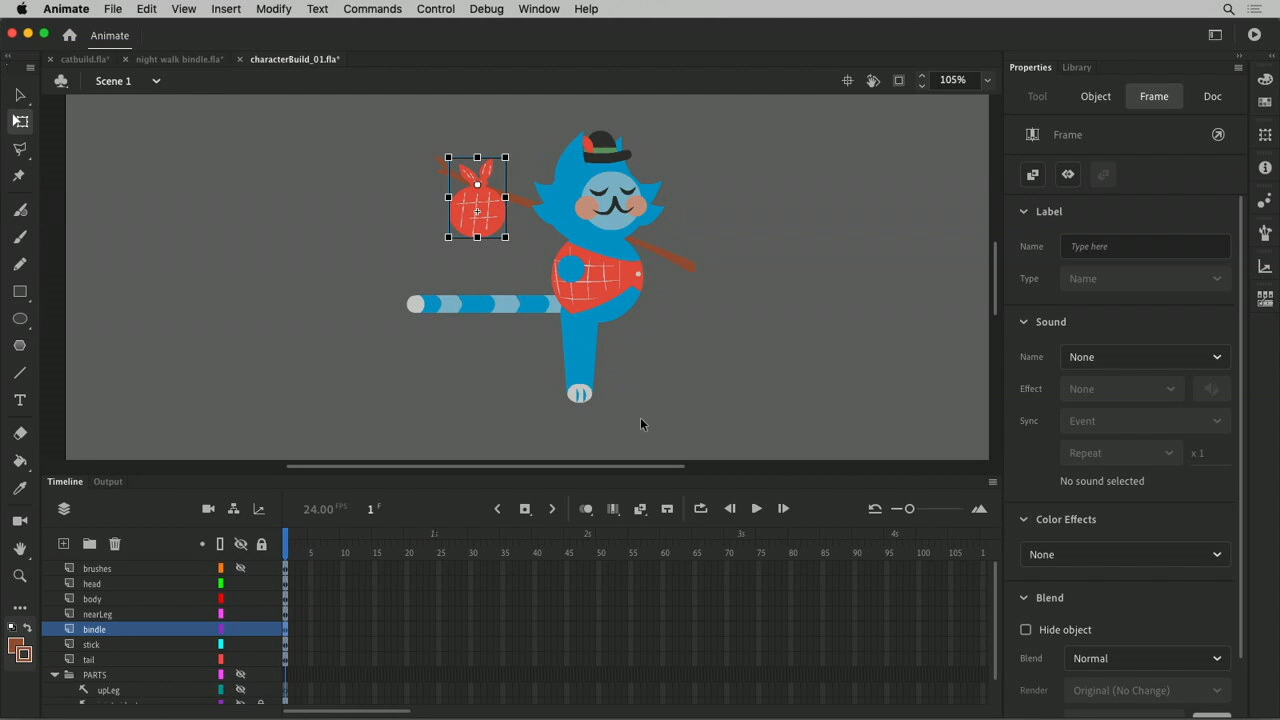 Animate File Edit View Insert Modify Text Commands Control Debug Window Help
Animate
catbuild.fla* night walk bindle.fla* characterBuild_01.fla*
Scene 1 105%
Properties Library
Tool Object Frame Doc
Frame
Label
Name Type here
Type Name
Sound
Name None
Effect None
Sync Event
Repeat x 1
No sound selected
Color Effects
None
Blend
Hide object
Blend Normal
Render Original (No Change)
Timeline Output
24.00 FPS 1 F
1s 2s 3s 4s
5 10 15 20 25 30 35 40 45 50 55 60 65 70 75 80 85 90 95 100 105 1
brushes
head
body
nearLeg
bindle
stick
tail
PARTS
upLeg